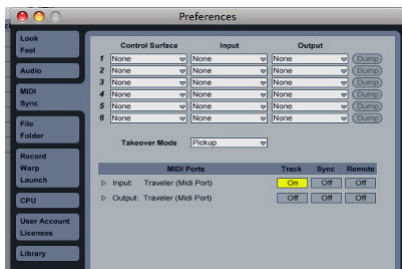 Preferences
Look
Feel
Audio
MIDI
Sync
File
Folder
Record
Warp
Launch
CPU
User Account
Licenses
Library
Control Surface Input Output
1 None None None Dump
2 None None None Dump
3 None None None Dump
4 None None None Dump
5 None None None Dump
6 None None None Dump
Takeover Mode Pickup
MIDI Ports Track Sync Remote
Input: Traveler (Midi Port) On Off Off
Output: Traveler (Midi Port) Off Off Off